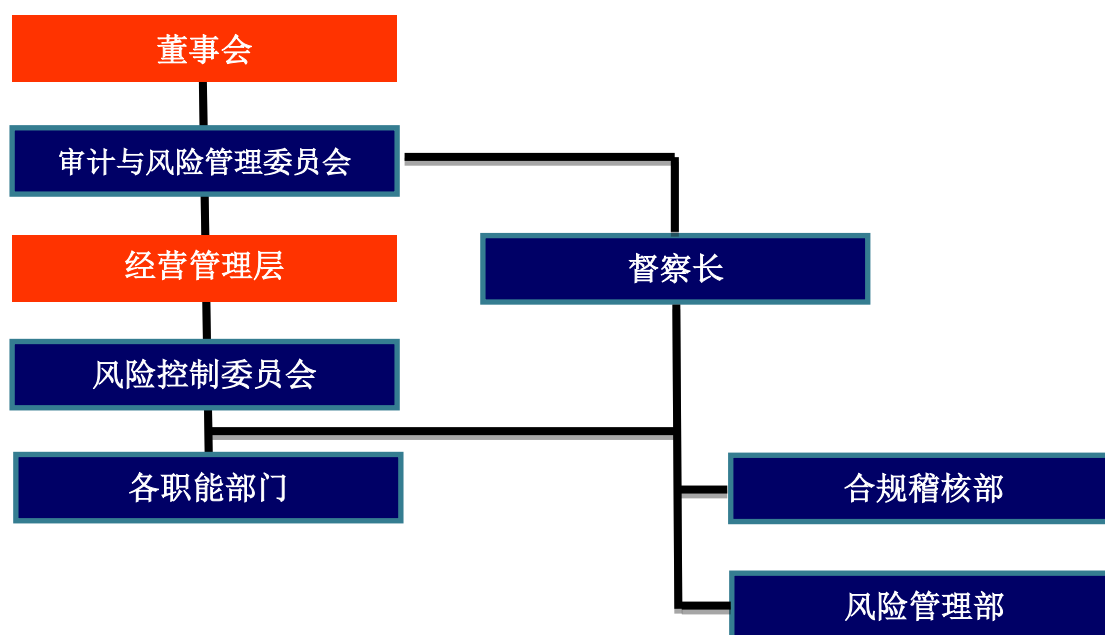 董事会
审计与风险管理委员会
经营管理层
督察长
风险控制委员会
各职能部门
合规稽核部
风险管理部